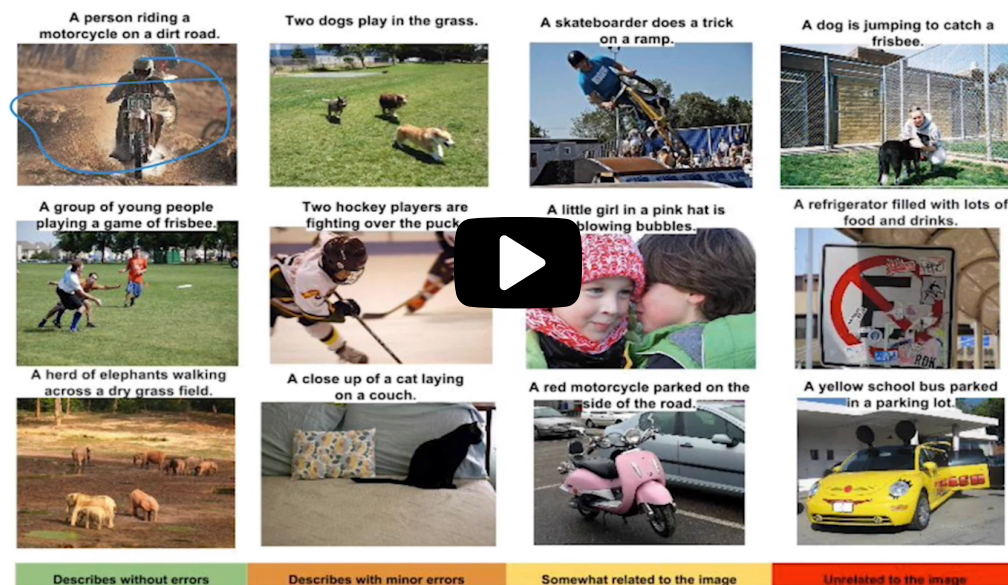 A person riding a
motorcycle on a dirt road.
Two dogs play in the grass.
A skateboarder does a trick
on a ramp.
A dog is jumping to catch a
frisbee.
A group of young people
playing a game of frisbee.
Two hockey players are
fighting over the puck
A little girl in a pink hat is
blowing bubbles.
A refrigerator filled with lots of
food and drinks.
RDK
A herd of elephants walking
across a dry grass field.
A close up of a cat laying
on a couch.
A red motorcycle parked on the
side of the road.
A yellow school bus parked
in a parking lot.
Describes without errors
Describes with minor errors
Somewhat related to the image
Unrelated to the image